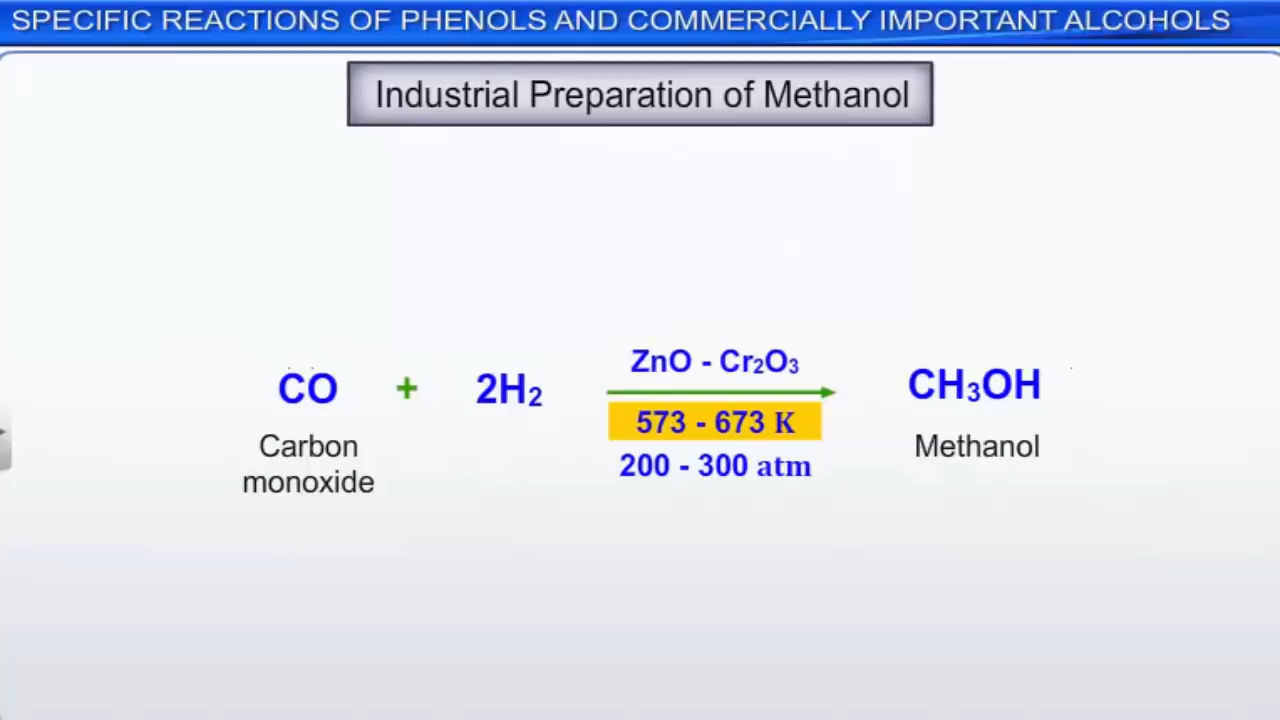 SPECIFIC REACTIONS OF PHENOLS AND COMMERCIALLY IMPORTANT ALCOHOLS
Industrial Preparation of Methanol
ZnO - Cr₂O₃
CO + 2H₂ CH₃OH
573 - 673 K
Carbon
monoxide
Methanol
200 - 300 atm